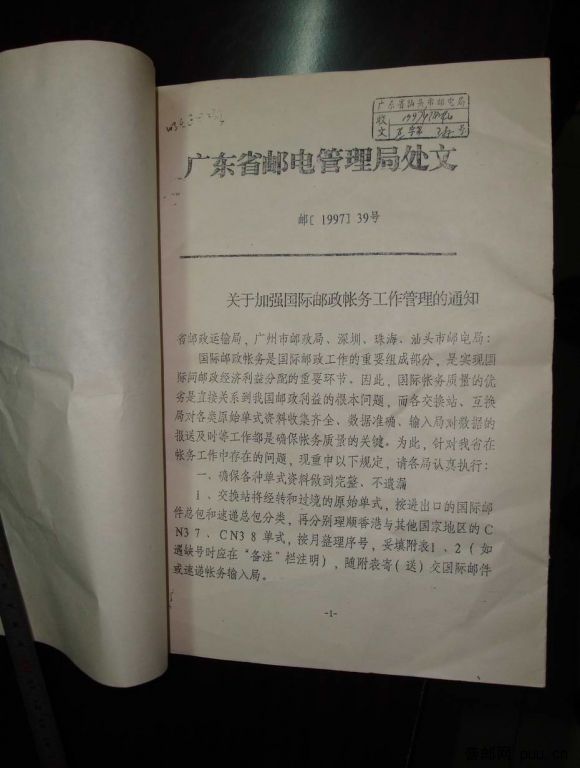 广东省汕头市邮电局
收
文
号
广东省邮电管理局处文
邮〔1997〕39号
关于加强国际邮政帐务工作管理的通知
省邮政运输局,广州市邮政局、深圳、珠海、汕头市邮电局:
国际邮政帐务是国际邮政工作的重要组成部分,是实现国
际间邮政经济利益分配的重要环节。因此,国际帐务质量的优
劣是直接关系到我国邮政利益的根本问题,而各交换站、互换
局对各类原始单式资料收集齐全、数据准确、输入局对数据的
报送及时等工作都是确保帐务质量的关键。为此,针对我省在
帐务工作中存在的问题,现重申以下规定,请各局认真执行:
一、确保各种单式资料做到完整、不遗漏
1、交换站将经转和过境的原始单式,按进出口的国际邮
件总包和速递总包分类,再分别理顺香港与其他国家地区的C
N37、CN38单式,按月整理序号,妥填附表1、2(如
遇缺号时应在“备注”栏注明),随附表寄(送)交国际邮件
或速递帐务输入局。
-1-
puu.cn